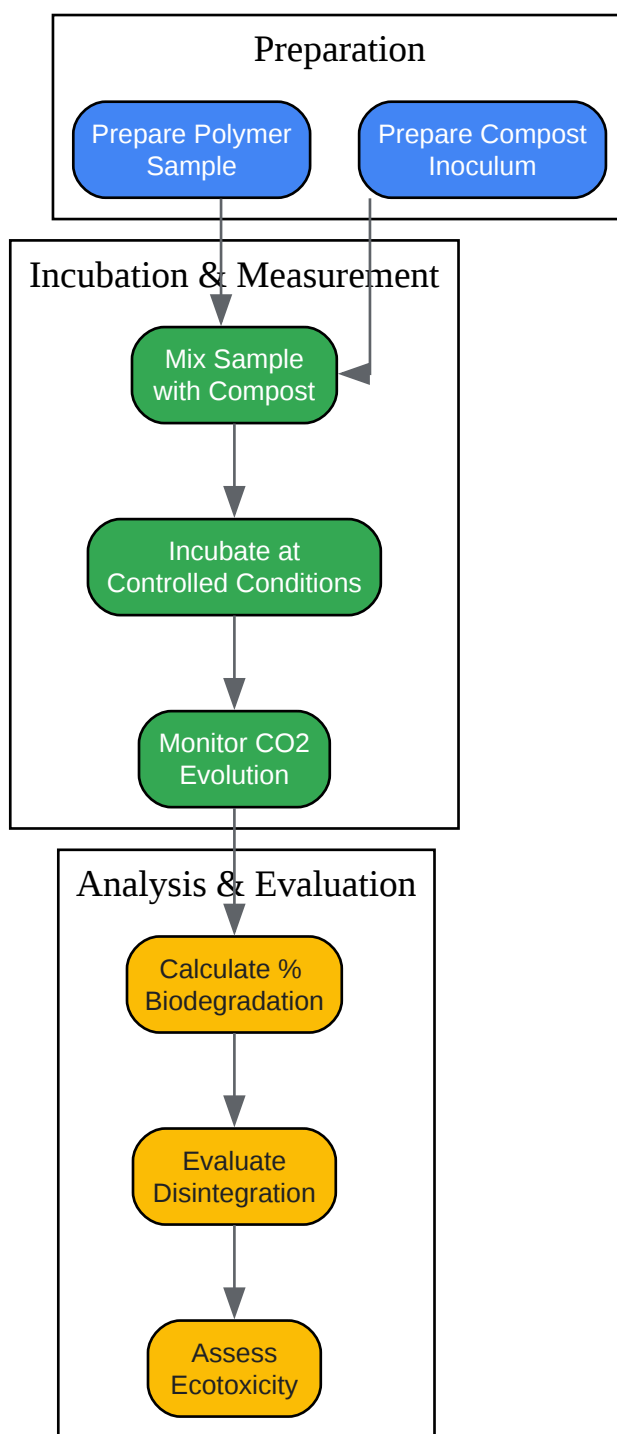 Preparation
Prepare Polymer
Sample
Prepare Compost
Inoculum
Incubation & Measurement
Mix Sample
with Compost
Incubate at
Controlled Conditions
Monitor CO2
Evolution
Analysis & Evaluation
Calculate %
Biodegradation
Evaluate
Disintegration
Assess
Ecotoxicity